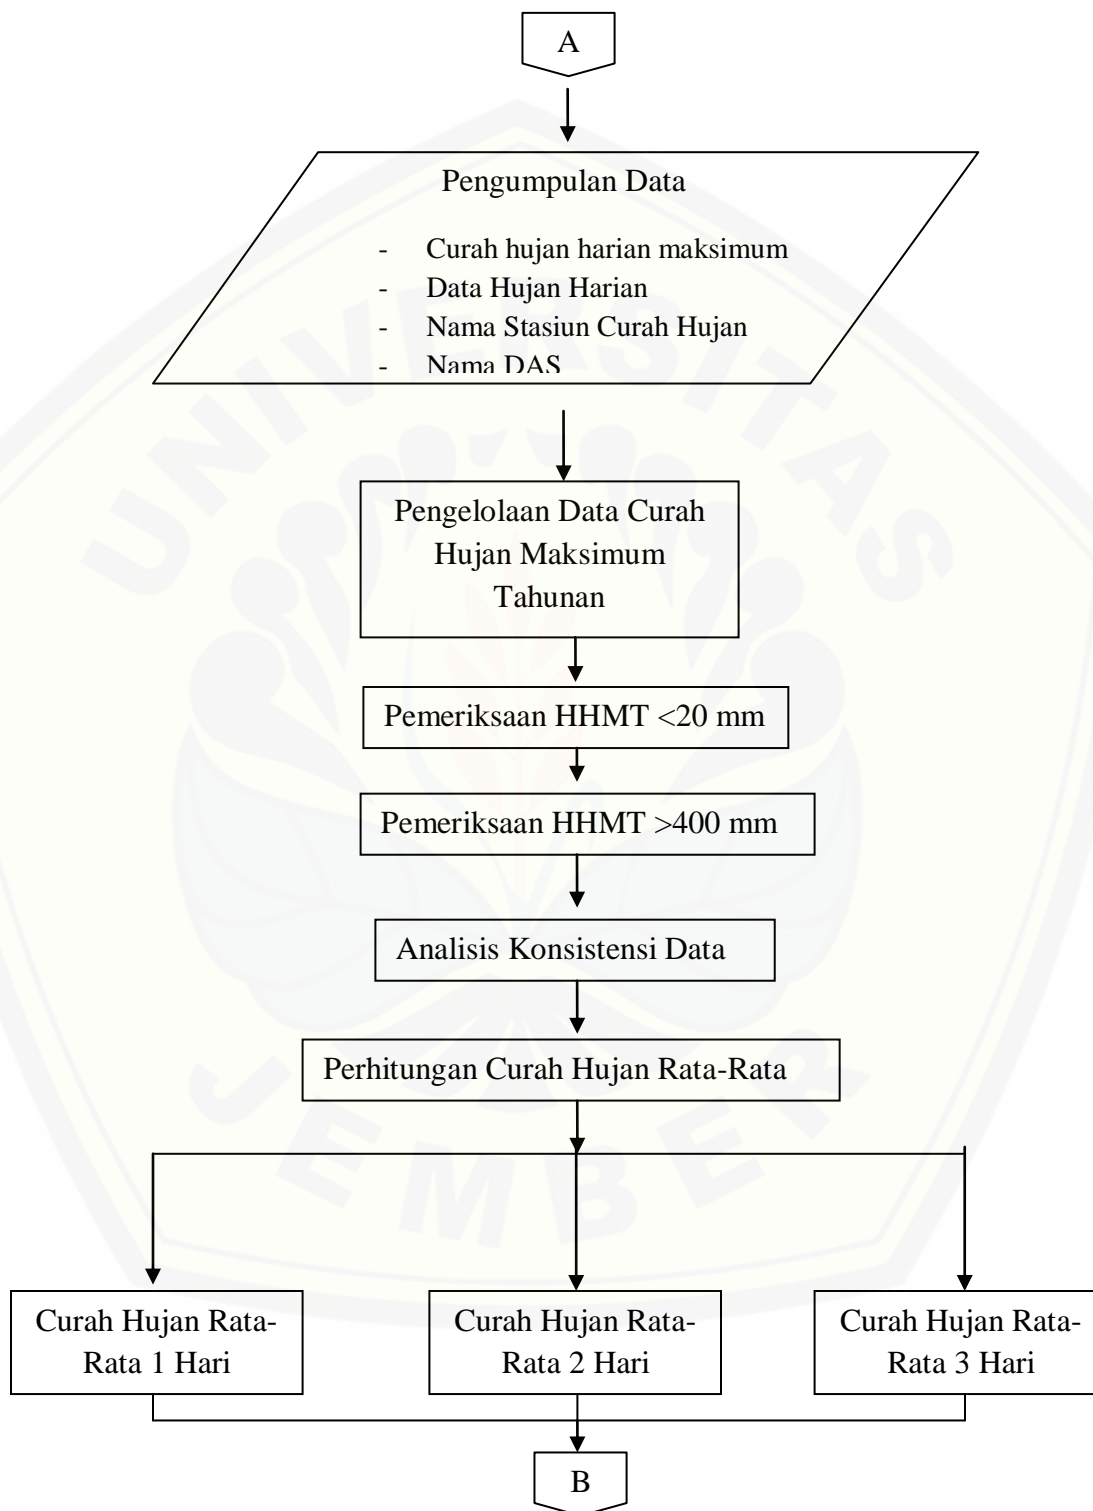 A
Pengumpulan Data
- Curah hujan harian maksimum
- Data Hujan Harian
- Nama Stasiun Curah Hujan
- Nama DAS
Pengelolaan Data Curah
Hujan Maksimum
Tahunan
Pemeriksaan HHMT <20 mm
Pemeriksaan HHMT >400 mm
Analisis Konsistensi Data
Perhitungan Curah Hujan Rata-Rata
Curah Hujan Rata-
Rata 1 Hari
Curah Hujan Rata-
Rata 2 Hari
Curah Hujan Rata-
Rata 3 Hari
B
UNIVERSITAS
JEMBER